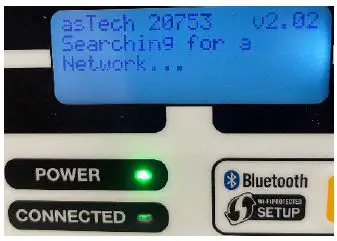 asTech 20753 v2.02
Searching for a
Network...
POWER
CONNECTED
Bluetooth
WI-FI PROTECTED
SETUP